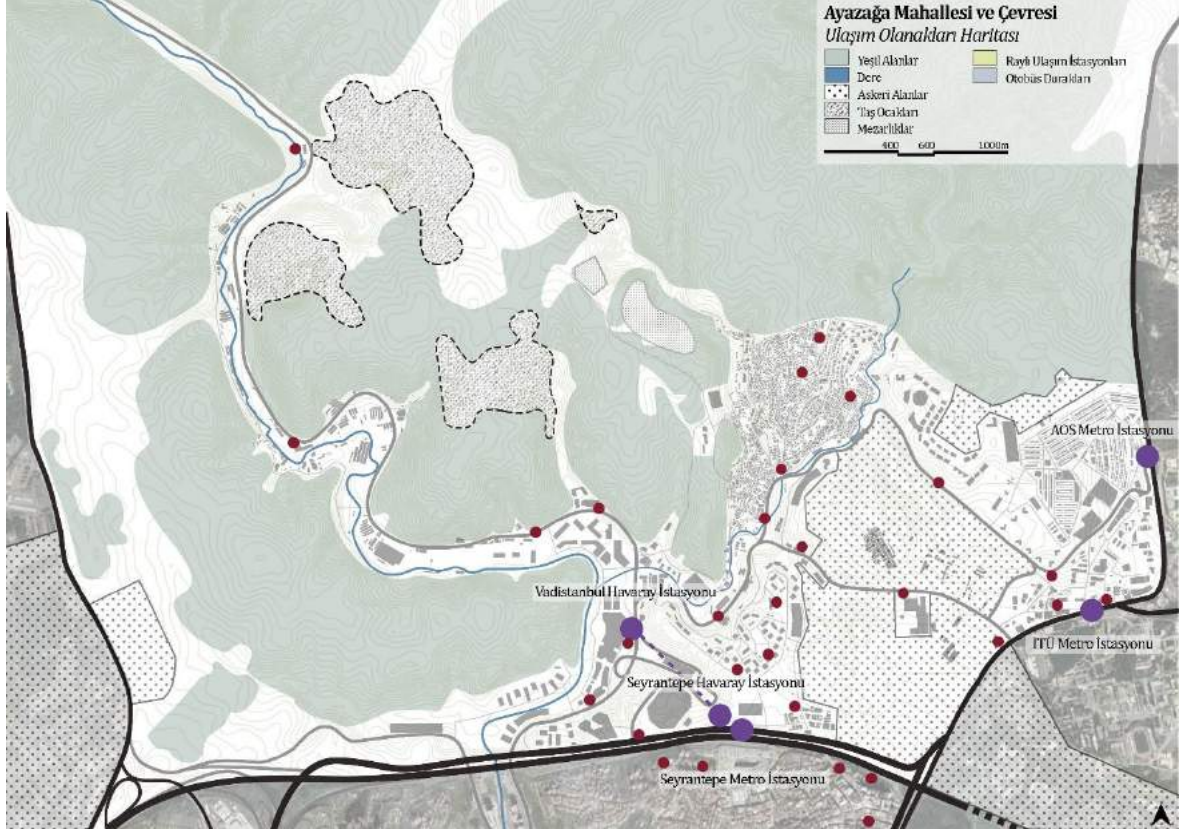 Ayazağa Mahallesi ve Çevresi
Ulaşım Olanakları Haritası
Yeşil Alanlar
Dere
Askeri Alanlar
Taş Ocakları
Mezarlıklar
Raylı Ulaşım İstasyonları
Otobüs Durakları
400 600 1000m
AOS Metro İstasyonu
Vadistanbul Havaray İstasyonu
İTÜ Metro İstasyonu
Seyrantepe Havaray İstasyonu
Seyrantepe Metro İstasyonu